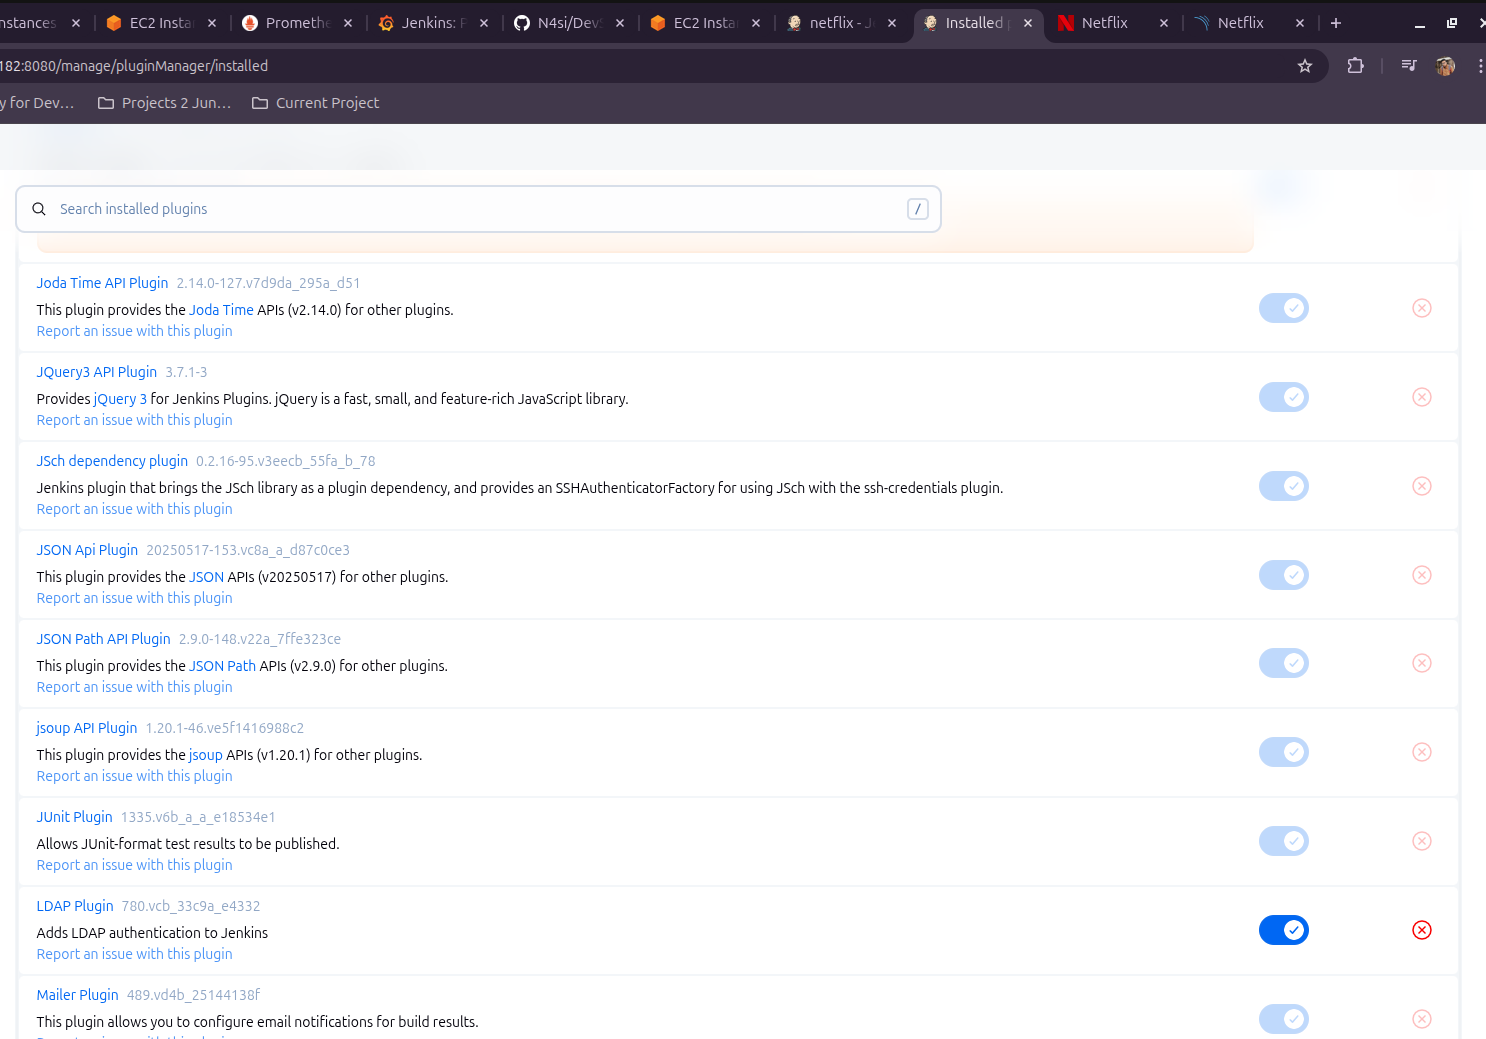 nstances
EC2 Insta
Promethe
Jenkins: P
N4si/DevS
EC2 Insta
netflix - J
Installed p
Netflix
Netflix
182:8080/manage/pluginManager/installed
y for Dev…
Projects 2 Jun…
Current Project
Search installed plugins
/
Joda Time API Plugin 2.14.0-127.v7d9da_295a_d51
This plugin provides the Joda Time APIs (v2.14.0) for other plugins.
Report an issue with this plugin
JQuery3 API Plugin 3.7.1-3
Provides jQuery 3 for Jenkins Plugins. jQuery is a fast, small, and feature-rich JavaScript library.
Report an issue with this plugin
JSch dependency plugin 0.2.16-95.v3eecb_55fa_b_78
Jenkins plugin that brings the JSch library as a plugin dependency, and provides an SSHAuthenticatorFactory for using JSch with the ssh-credentials plugin.
Report an issue with this plugin
JSON Api Plugin 20250517-153.vc8a_a_d87c0ce3
This plugin provides the JSON APIs (v20250517) for other plugins.
Report an issue with this plugin
JSON Path API Plugin 2.9.0-148.v22a_7ffe323ce
This plugin provides the JSON Path APIs (v2.9.0) for other plugins.
Report an issue with this plugin
jsoup API Plugin 1.20.1-46.ve5f1416988c2
This plugin provides the jsoup APIs (v1.20.1) for other plugins.
Report an issue with this plugin
JUnit Plugin 1335.v6b_a_a_e18534e1
Allows JUnit-format test results to be published.
Report an issue with this plugin
LDAP Plugin 780.vcb_33c9a_e4332
Adds LDAP authentication to Jenkins
Report an issue with this plugin
Mailer Plugin 489.vd4b_25144138f
This plugin allows you to configure email notifications for build results.